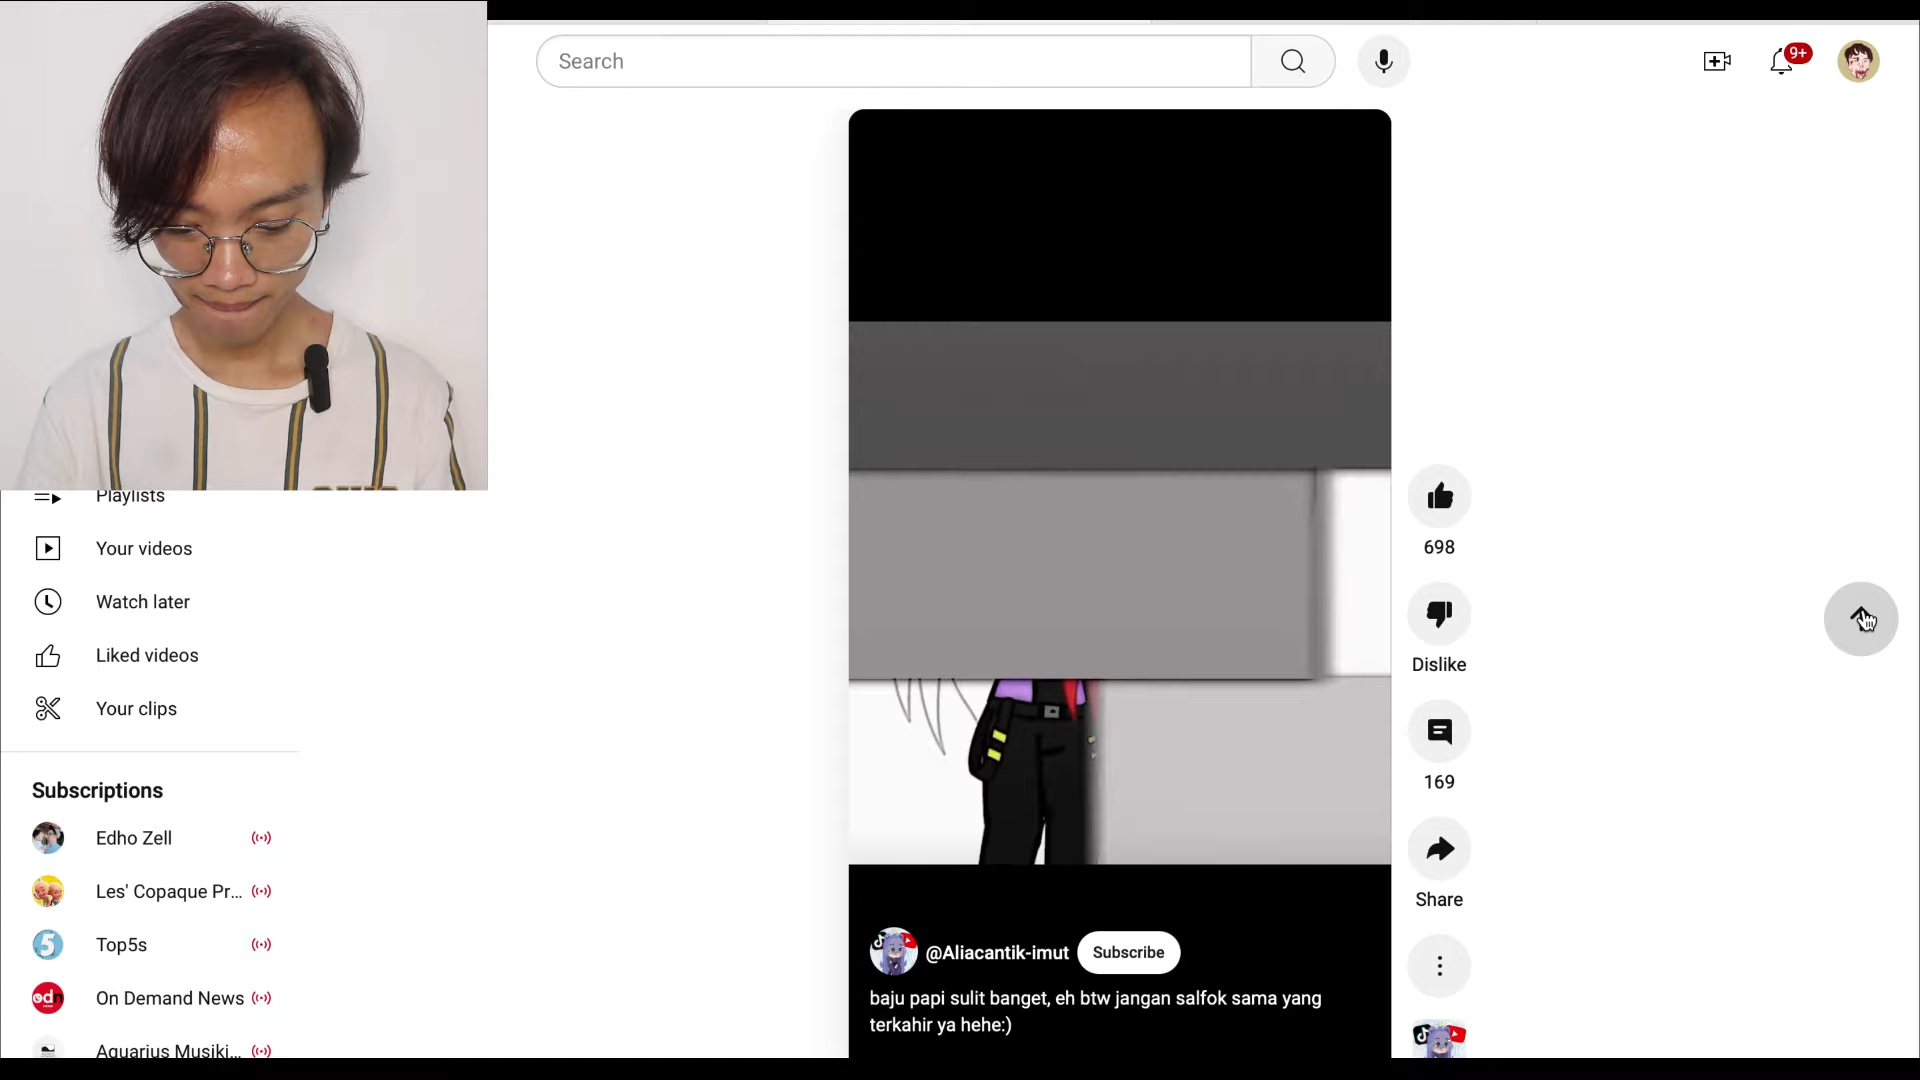 Search
9+
Playlists
Your videos
Watch later
Liked videos
Your clips
Subscriptions
Edho Zell
Les' Copaque Pr...
Top5s
On Demand News
Aquarius Musiki...
698
Dislike
169
Share
@Aliacantik-imut Subscribe
baju papi sulit banget, eh btw jangan salfok sama yang
terkahir ya hehe:)